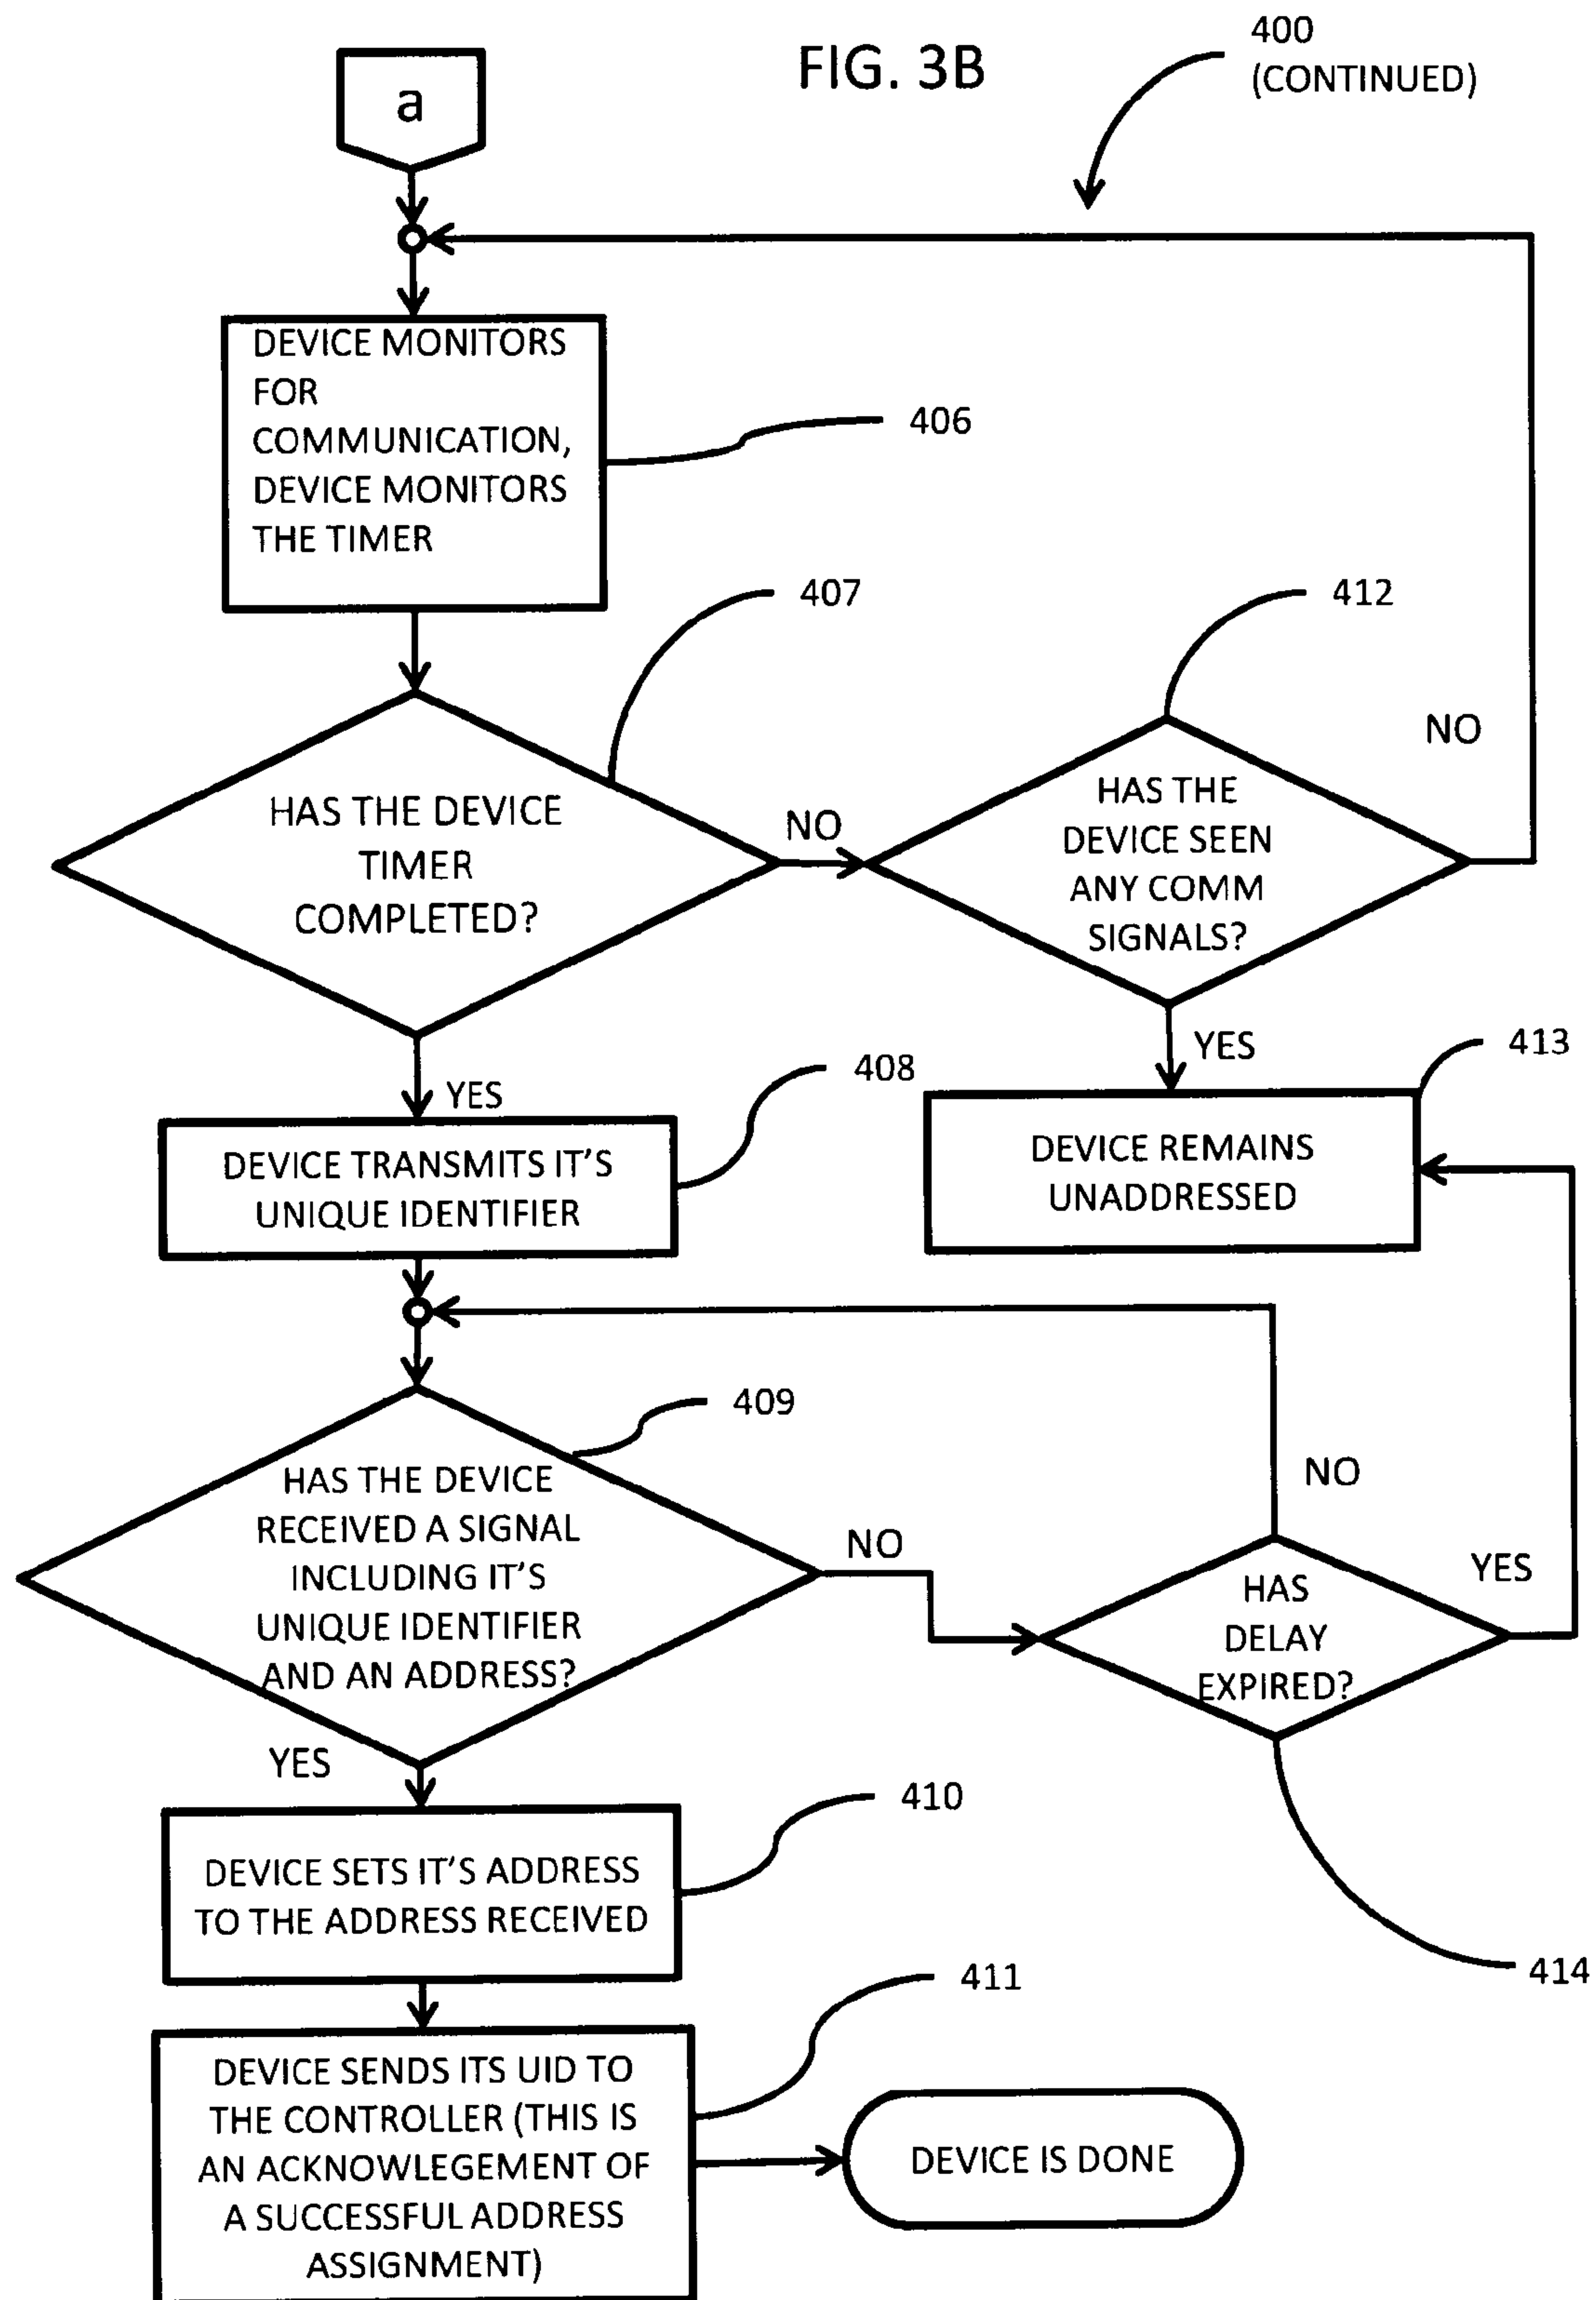 FIG. 3B
400
(CONTINUED)
a
DEVICE MONITORS
FOR
COMMUNICATION,
DEVICE MONITORS
THE TIMER
406
407
412
HAS THE DEVICE
TIMER
COMPLETED?
NO
HAS THE
DEVICE SEEN
ANY COMM
SIGNALS?
NO
YES
YES
413
408
DEVICE TRANSMITS IT'S
UNIQUE IDENTIFIER
DEVICE REMAINS
UNADDRESSED
409
HAS THE DEVICE
RECEIVED A SIGNAL
INCLUDING IT'S
UNIQUE IDENTIFIER
AND AN ADDRESS?
NO
NO
HAS
DELAY
EXPIRED?
YES
YES
410
DEVICE SETS IT'S ADDRESS
TO THE ADDRESS RECEIVED
414
411
DEVICE SENDS ITS UID TO
THE CONTROLLER (THIS IS
AN ACKNOWLEGEMENT OF
A SUCCESSFUL ADDRESS
ASSIGNMENT)
DEVICE IS DONE